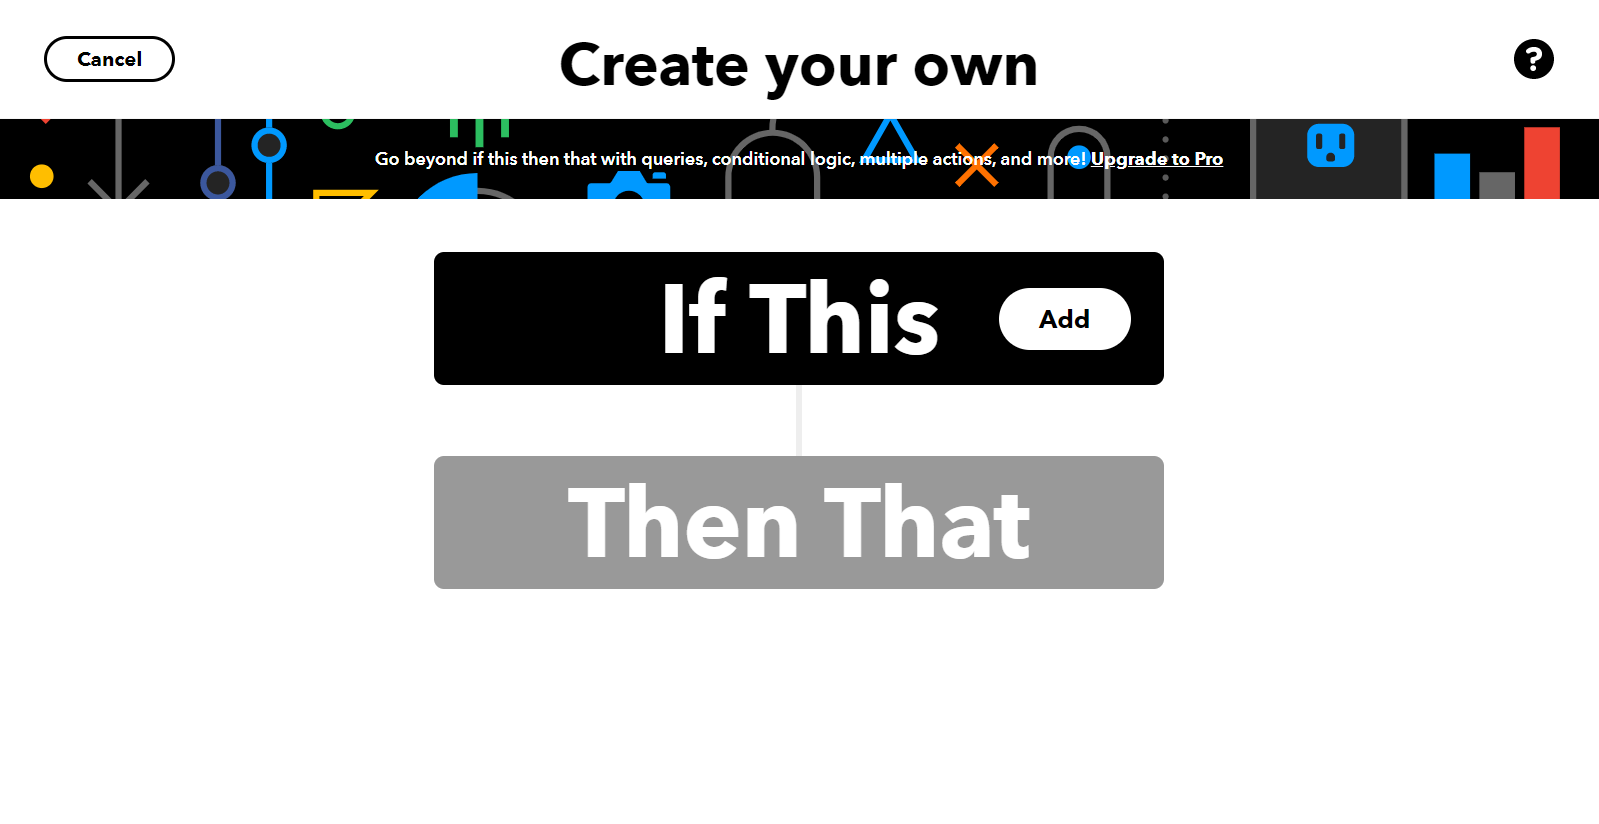 Cancel
Create your own
?
Go beyond if this then that with queries, conditional logic, multiple actions, and more! Upgrade to Pro
If This
Add
Then That